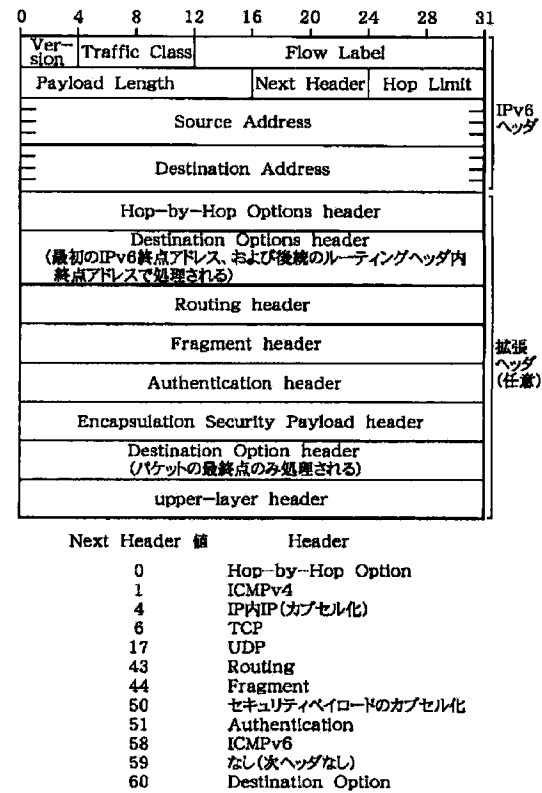 0 4 8 12 16 20 24 28 31
Ver-
sion
Traffic Class
Flow Label
Payload Length
Next Header
Hop Limit
Source Address
Destination Address
IPv6
ヘッダ
Hop-by-Hop Options header
Destination Options header
(最初のIPv6終点アドレス、および後続のルーティングヘッダ内
終点アドレスで処理される)
Routing header
Fragment header
Authentication header
Encapsulation Security Payload header
Destination Option header
(パケットの最終点のみ処理される)
upper-layer header
拡張
ヘッダ
(任意)
Next Header 値 Header
0 Hop-by-Hop Option
1 ICMPv4
4 IP内IP(カプセル化)
6 TCP
17 UDP
43 Routing
44 Fragment
50 セキュリティペイロードのカプセル化
51 Authentication
58 ICMPv6
59 なし(次ヘッダなし)
60 Destination Option